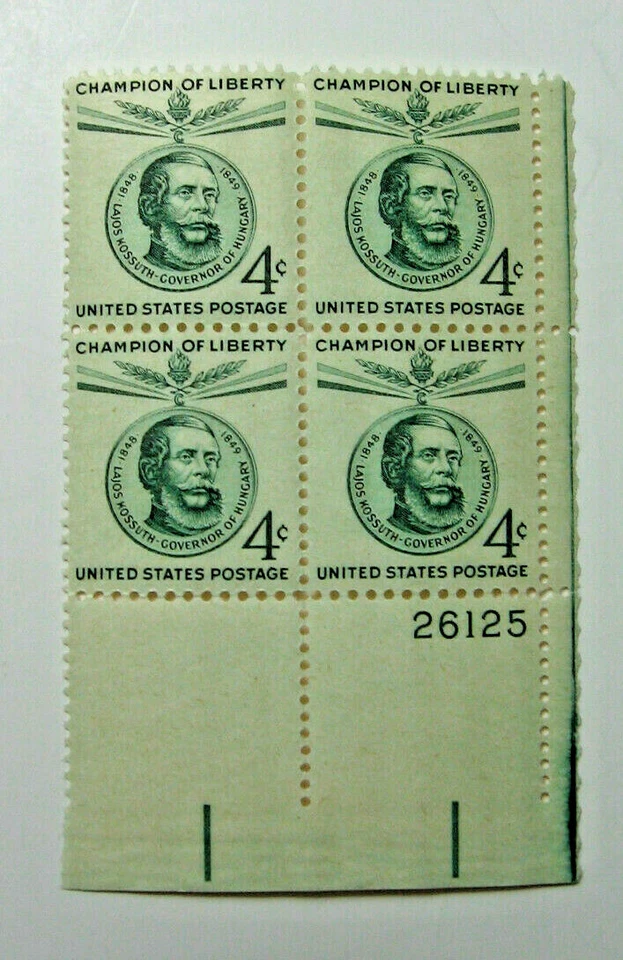 CHAMPION OF LIBERTY
1848 · LAJOS KOSSUTH-GOVERNOR OF HUNGARY · 1849
4¢
UNITED STATES POSTAGE
CHAMPION OF LIBERTY
1848 · LAJOS KOSSUTH-GOVERNOR OF HUNGARY · 1849
4¢
UNITED STATES POSTAGE
CHAMPION OF LIBERTY
1848 · LAJOS KOSSUTH-GOVERNOR OF HUNGARY · 1849
4¢
UNITED STATES POSTAGE
CHAMPION OF LIBERTY
1848 · LAJOS KOSSUTH-GOVERNOR OF HUNGARY · 1849
4¢
UNITED STATES POSTAGE
26125